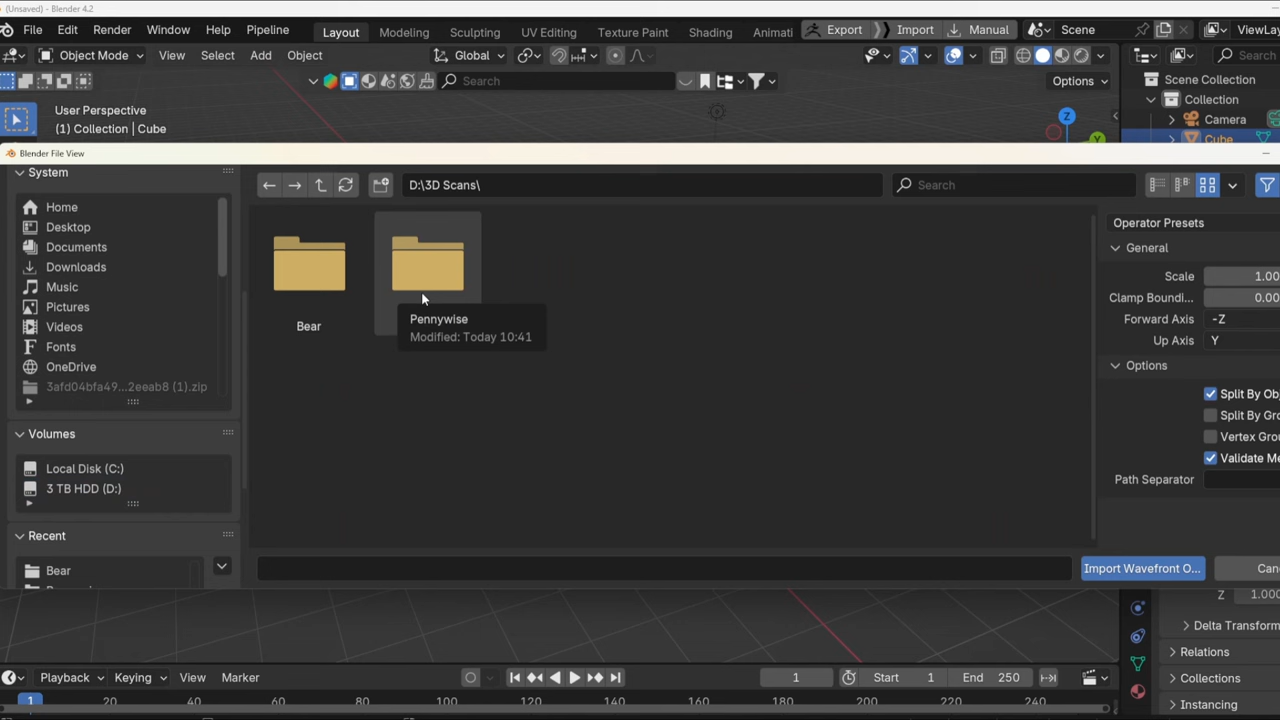 (Unsaved) - Blender 4.2
File Edit Render Window Help Pipeline Layout Modeling Sculpting UV Editing Texture Paint Shading Animati Export Import Manual Scene ViewLay
Object Mode View Select Add Object Global Search
Search Options Scene Collection
User Perspective Collection
(1) Collection | Cube Z Y Camera
Cube
Blender File View
System D:\3D Scans\ Search
Home Operator Presets
Desktop General
Documents
Downloads Scale 1.00
Music Clamp Boundi... 0.00
Pictures Forward Axis -Z
Videos Bear Pennywise Up Axis Y
Fonts Modified: Today 10:41
OneDrive Options
3afd04bfa49...2eeab8 (1).zip Split By Obj
Split By Gro
Volumes Vertex Grou
Local Disk (C:) Validate Me
3 TB HDD (D:) Path Separator
Recent
Bear Import Wavefront O... Canc
Z 1.000
Delta Transform
Relations
Playback Keying View Marker 1 Start 1 End 250 Collections
1 20 40 60 80 100 120 140 160 180 200 220 240 Instancing